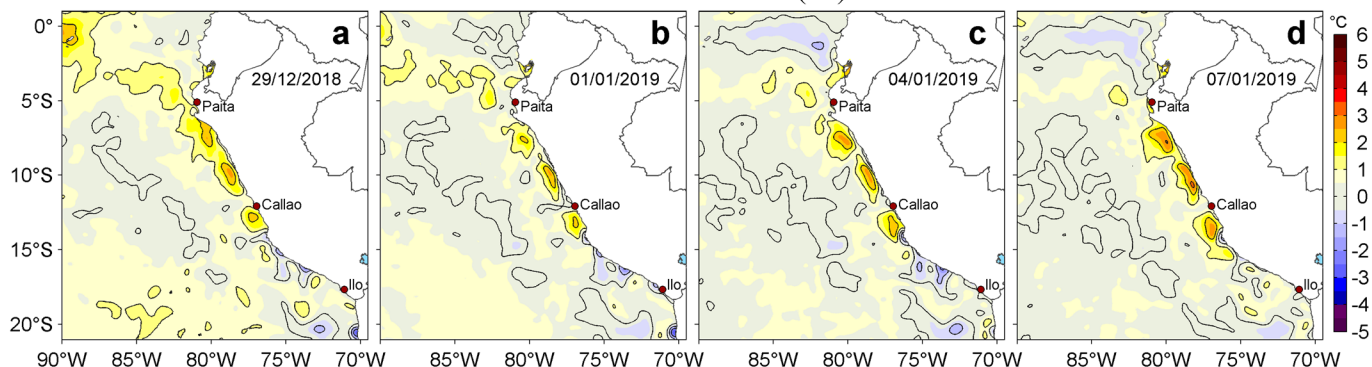 a
b
c
d
°C
29/12/2018
01/01/2019
04/01/2019
07/01/2019
Paita
Callao
Ilo
Paita
Callao
Ilo
Paita
Callao
Ilo
Paita
Callao
Ilo
0°
5°S
10°S
15°S
20°S
90°W 85°W 80°W 75°W 70°W
85°W 80°W 75°W 70°W
85°W 80°W 75°W 70°W
85°W 80°W 75°W 70°W
6
5
4
3
2
1
0
-1
-2
-3
-4
-5